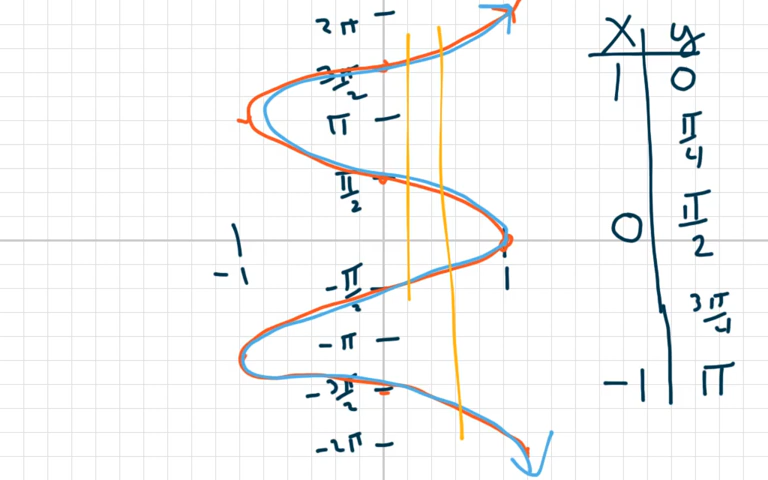 2π
3π/2
π
π/2
-1
1
-π/2
-π
-3π/2
-2π
x y
1 0
π/4
0 π/2
3π/4
-1 π